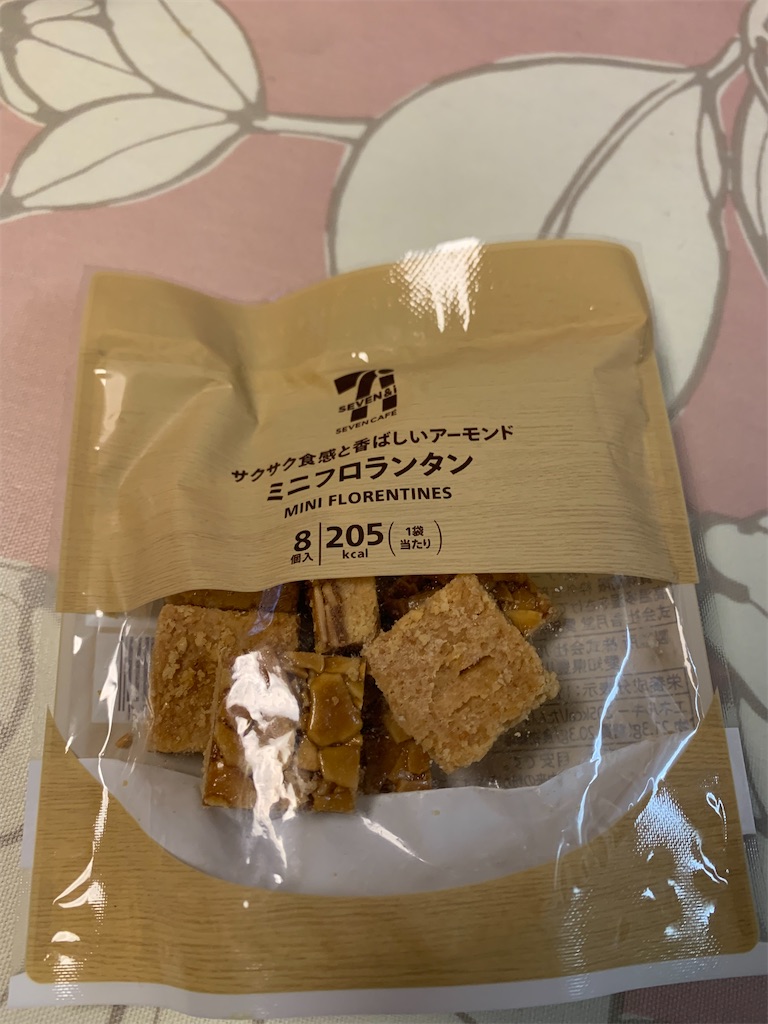 SEVEN&i
SEVEN CAFÉ
サクサク食感と香ばしいアーモンド
ミニフロランタン
MINI FLORENTINES
8個入
205kcal
(1袋当たり)